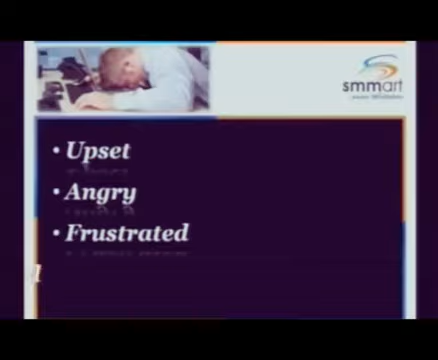 smmart
• Upset
• Angry
• Frustrated